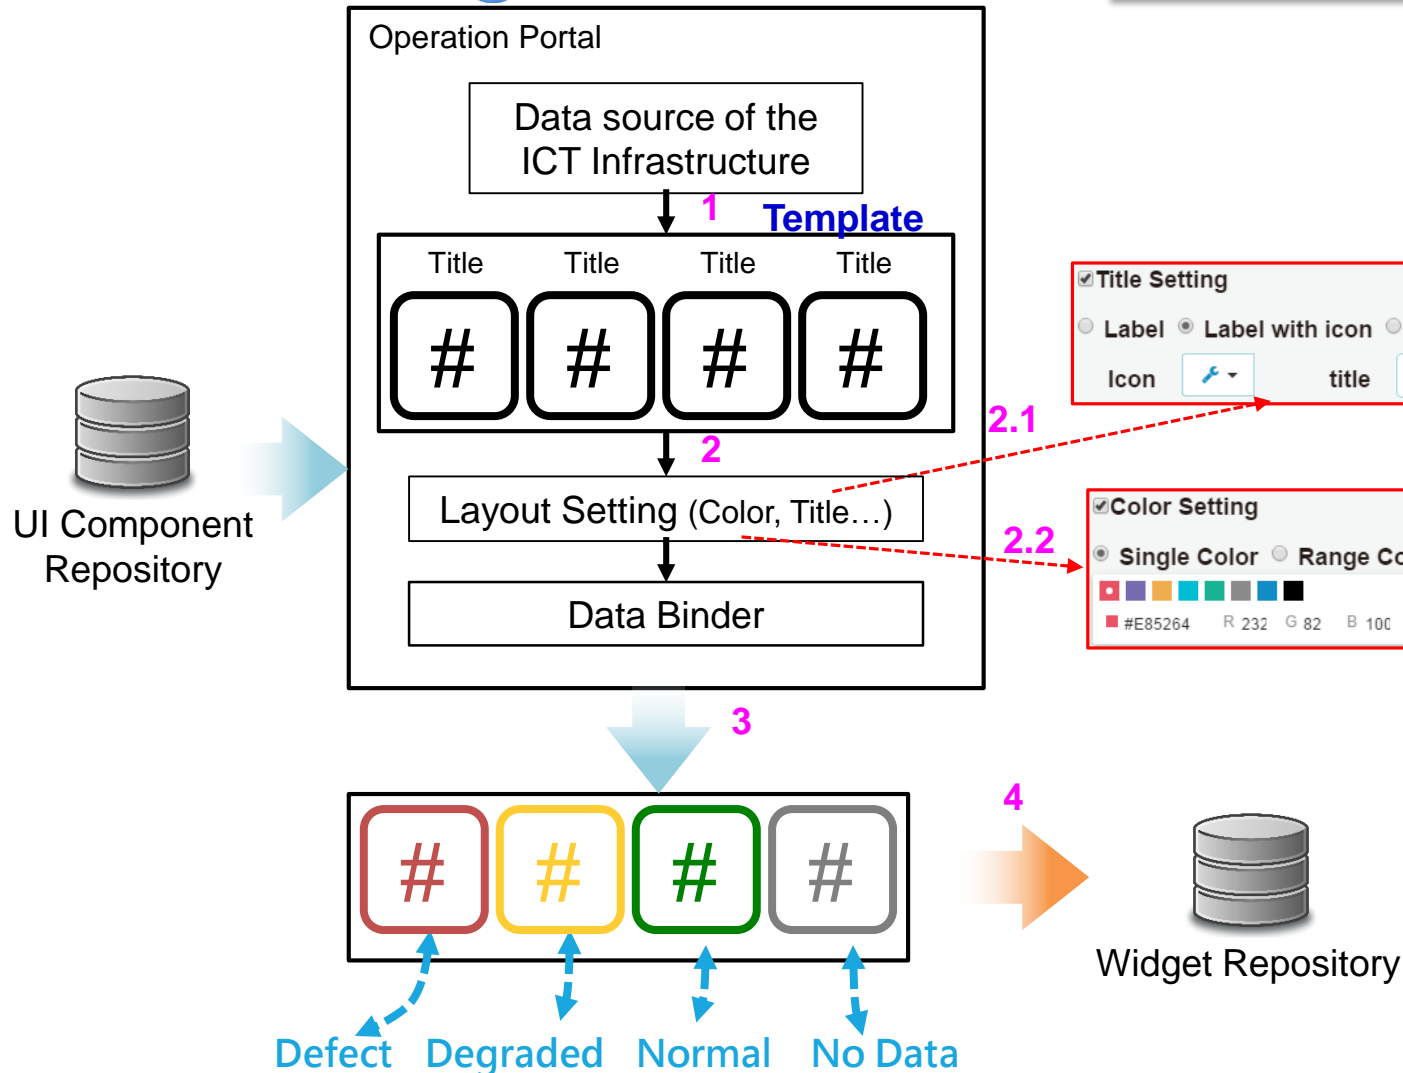 Operation Portal
Data source of the
ICT Infrastructure
1
Template
Title Title Title Title
# # # #
2
Layout Setting (Color, Title...)
Data Binder
UI Component
Repository
2.1
Title Setting
Label Label with icon
Icon title
2.2
Color Setting
Single Color Range
#E85264 R 232 G 82 B 100
3
# # # #
4
Widget Repository
Defect Degraded Normal No Data